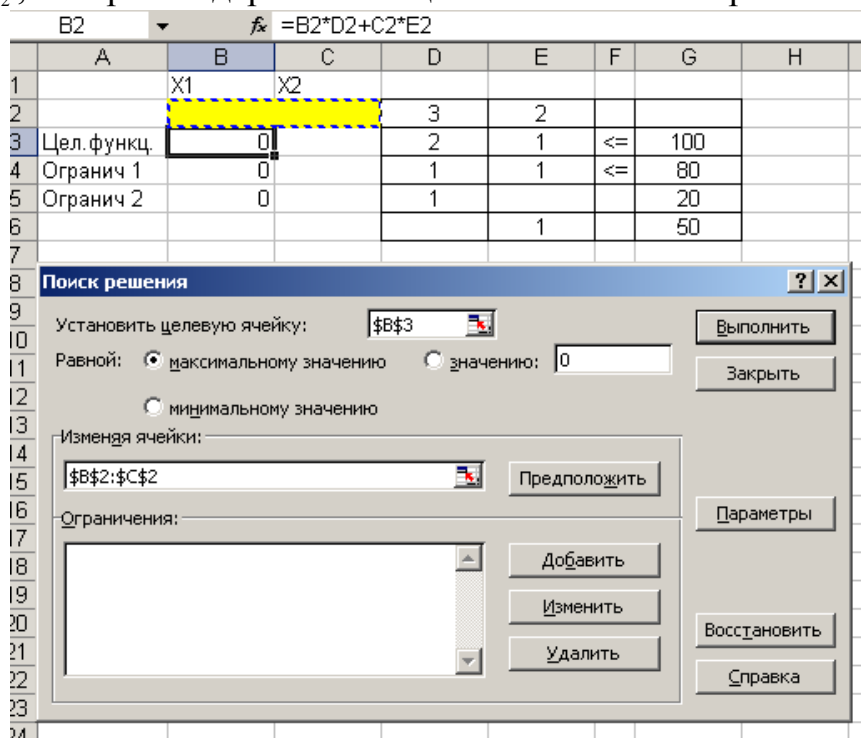 B2 fx =B2*D2+C2*E2
A B C D E F G H
1 X1 X2
2 3 2
3 Цел.функц. 0 2 1 <= 100
4 Огранич 1 0 1 1 <= 80
5 Огранич 2 0 1 20
6 1 50
7
8 Поиск решения ? X
9 Установить целевую ячейку: $B$3 Выполнить
10
11 Равной: максимальному значению значению: 0 Закрыть
12
13 минимальному значению
14 Изменяя ячейки:
15 $B$2:$C$2 Предположить
16 Параметры
17 Ограничения:
18 Добавить
19
20 Изменить Восстановить
21 Удалить
22 Справка
23
24